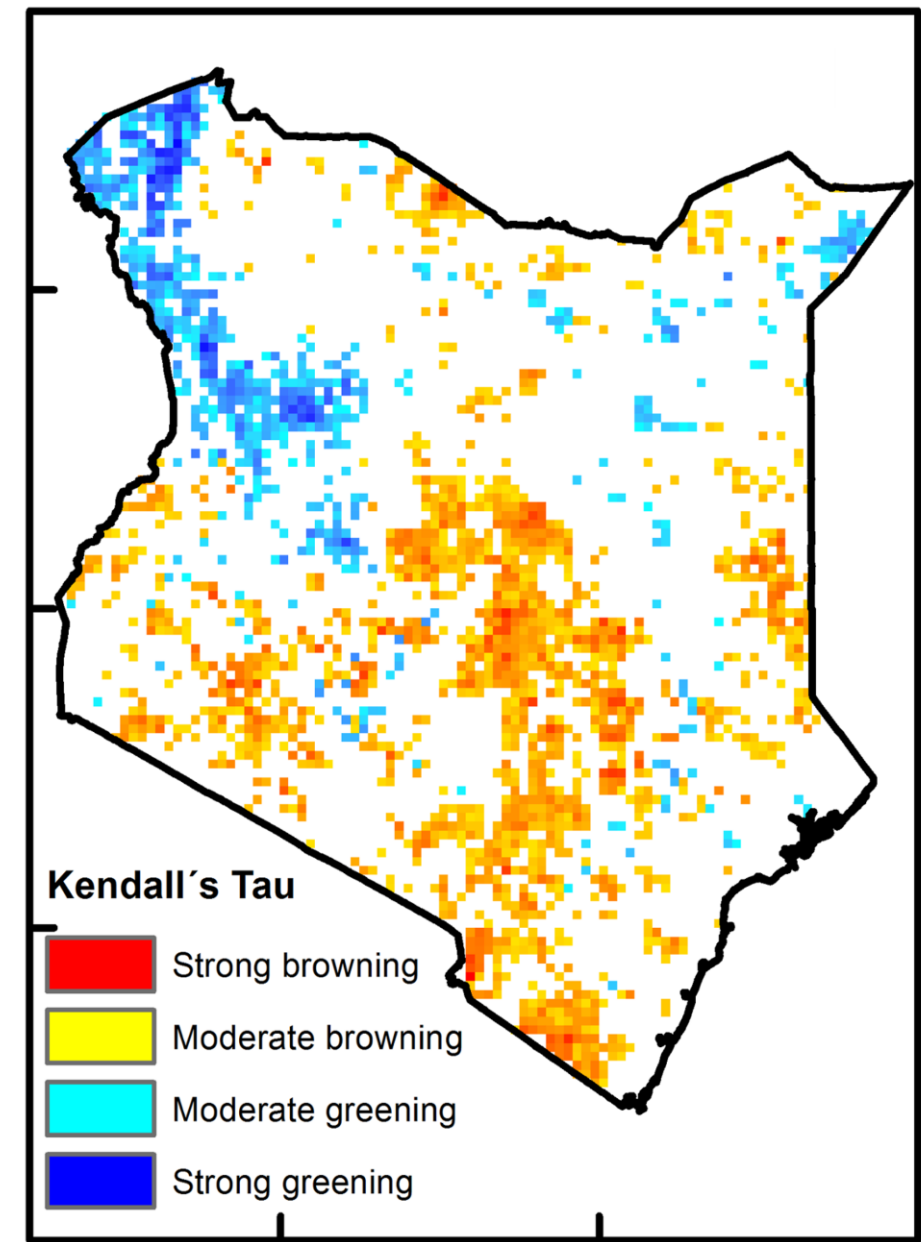 Kendall´s Tau
Strong browning
Moderate browning
Moderate greening
Strong greening